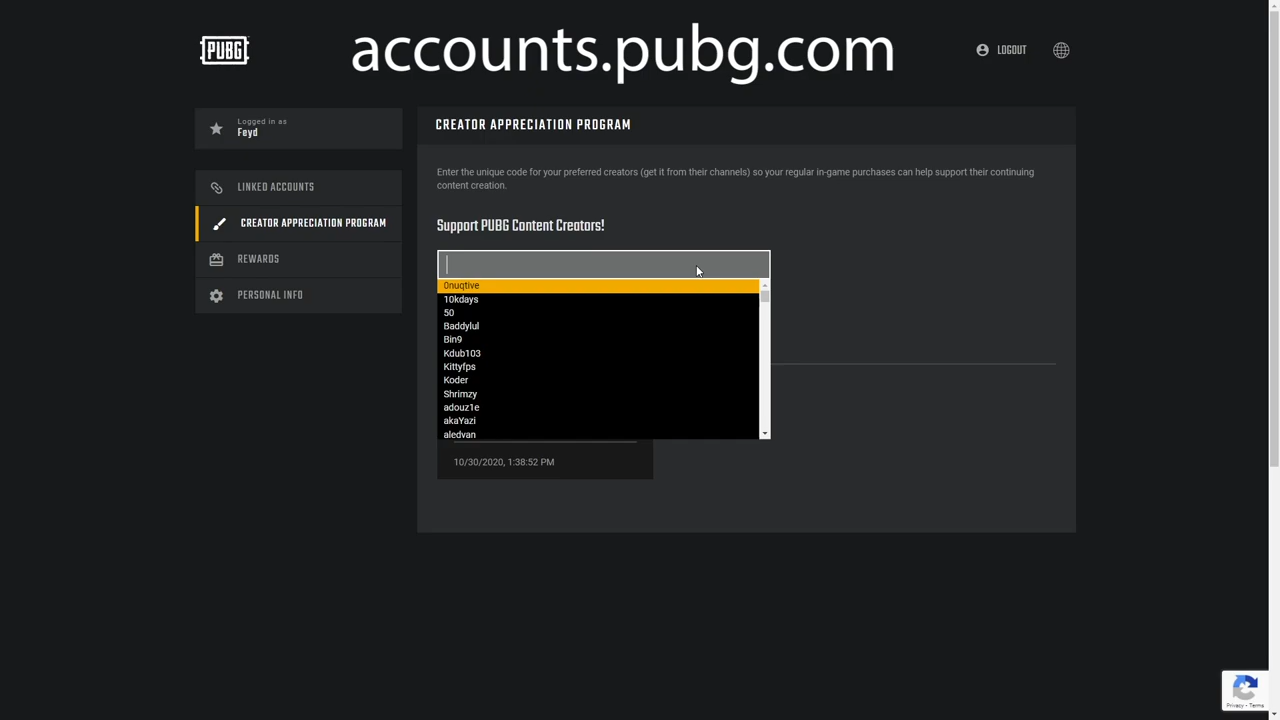 accounts.pubg.com
PUBG
LOGOUT
Logged in as
Feyd
LINKED ACCOUNTS
CREATOR APPRECIATION PROGRAM
REWARDS
PERSONAL INFO
CREATOR APPRECIATION PROGRAM
Enter the unique code for your preferred creators (get it from their channels) so your regular in-game purchases can help support their continuing
content creation.
Support PUBG Content Creators!
0nuqtive
10kdays
50
Baddylul
Bin9
Kdub103
Kittyfps
Koder
Shrimzy
adouz1e
akaYazi
aledvan
10/30/2020, 1:38:52 PM
Privacy - Terms